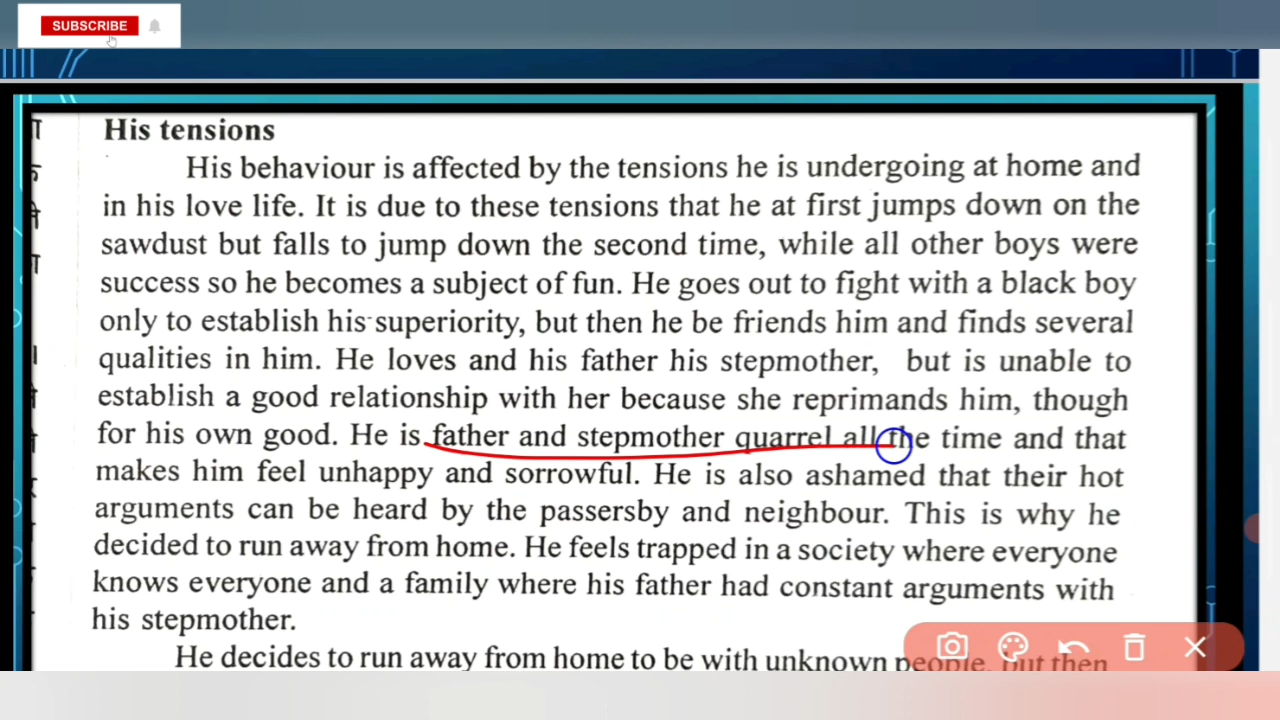 SUBSCRIBE
His tensions
His behaviour is affected by the tensions he is undergoing at home and
in his love life. It is due to these tensions that he at first jumps down on the
sawdust but falls to jump down the second time, while all other boys were
success so he becomes a subject of fun. He goes out to fight with a black boy
only to establish his superiority, but then he be friends him and finds several
qualities in him. He loves and his father his stepmother, but is unable to
establish a good relationship with her because she reprimands him, though
for his own good. He is father and stepmother quarrel all the time and that
makes him feel unhappy and sorrowful. He is also ashamed that their hot
arguments can be heard by the passersby and neighbour. This is why he
decided to run away from home. He feels trapped in a society where everyone
knows everyone and a family where his father had constant arguments with
his stepmother.
He decides to run away from home to be with unknown people, but then